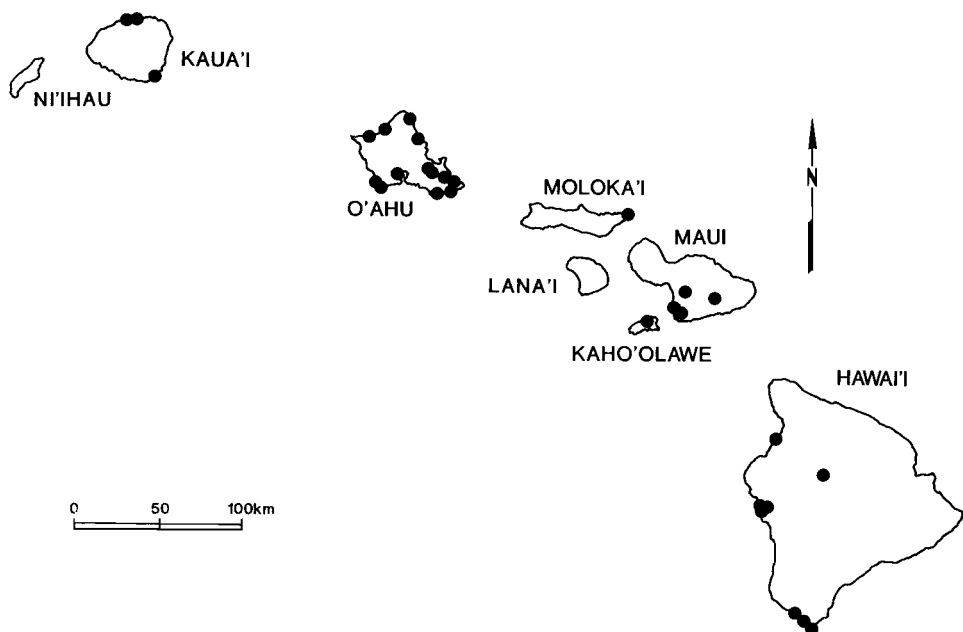 KAUA'I
NI'IHAU
O'AHU
MOLOKA'I
MAUI
LANA'I
KAHO'OLAWE
HAWAI'I
N
0 50 100km